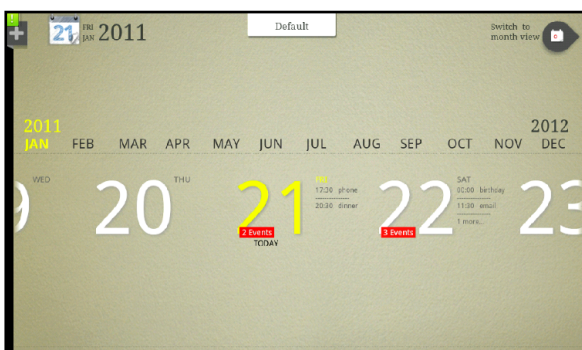 21 FRI JAN 2011
Default
Switch to
month view
2011
2012
JAN FEB MAR APR MAY JUN JUL AUG SEP OCT NOV DEC
9 WED
20 THU
21 FRI
17:30 phone
20:30 dinner
2 Events
TODAY
22 SAT
00:00 birthday
11:30 email
1 more...
3 Events
23